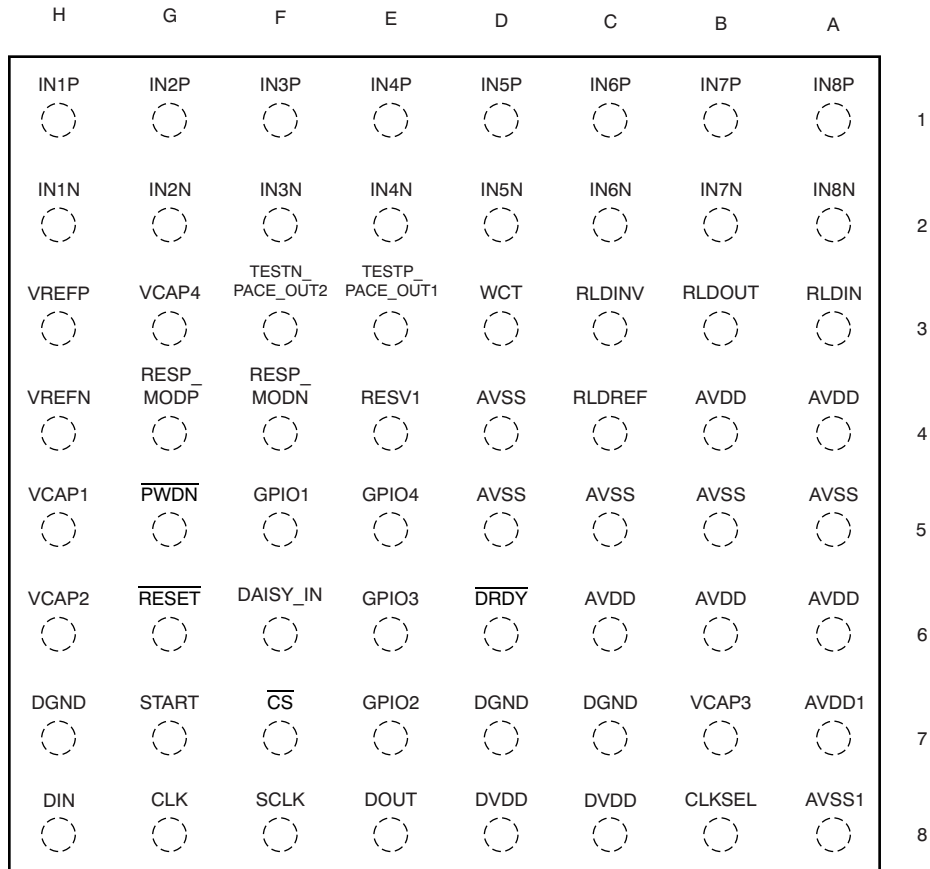 H G F E D C B A
IN1P IN2P IN3P IN4P IN5P IN6P IN7P IN8P
1
IN1N IN2N IN3N IN4N IN5N IN6N IN7N IN8N
2
TESTN_ TESTP_
VREFP VCAP4 PACE_OUT2 PACE_OUT1 WCT RLDINV RLDOUT RLDIN
3
RESP_ RESP_
VREFN MODP MODN RESV1 AVSS RLDREF AVDD AVDD
4
VCAP1 PWDN GPIO1 GPIO4 AVSS AVSS AVSS AVSS
5
VCAP2 RESET DAISY_IN GPIO3 DRDY AVDD AVDD AVDD
6
DGND START CS GPIO2 DGND DGND VCAP3 AVDD1
7
DIN CLK SCLK DOUT DVDD DVDD CLKSEL AVSS1
8